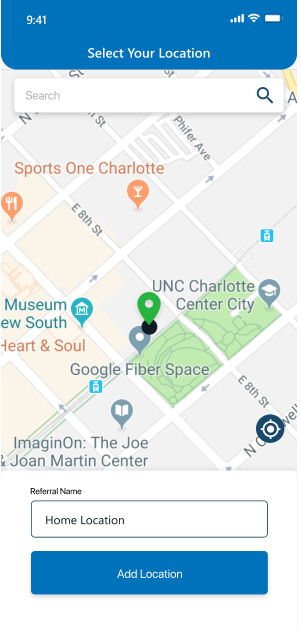 9:41
Select Your Location
Search
8th St
Phifer Ave
Sports One Charlotte
E 8th St
UNC Charlotte
Center City
Museum
ew South
Heart & Soul
Google Fiber Space
E 8th St
ImaginOn: The Joe
& Joan Martin Center
Referral Name
Home Location
Add Location